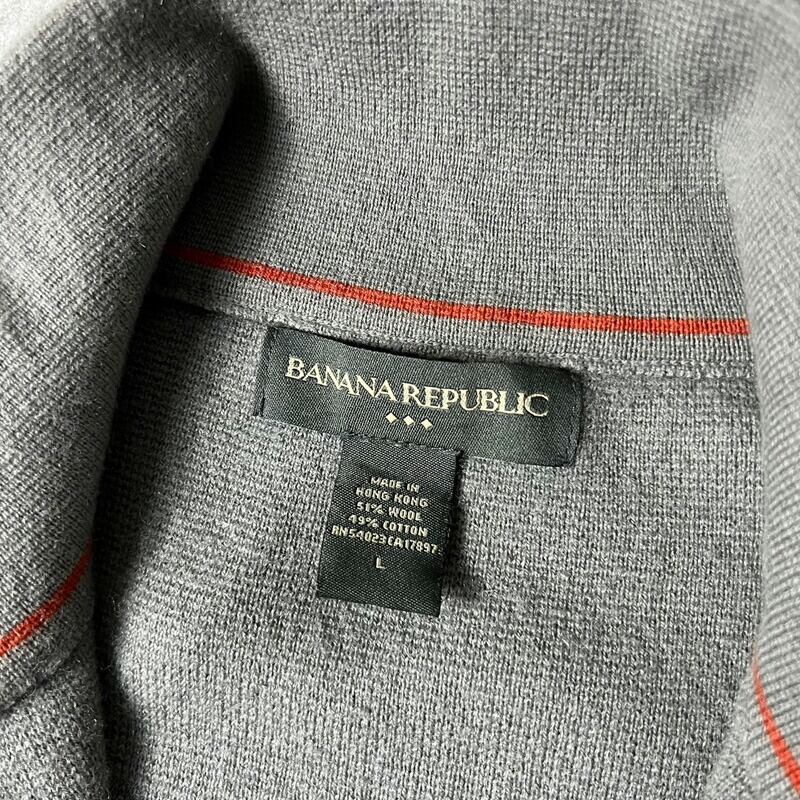 BANANA REPUBLIC
MADE IN
HONG KONG
51% WOOL
49% COTTON
RN54023CA17897
L